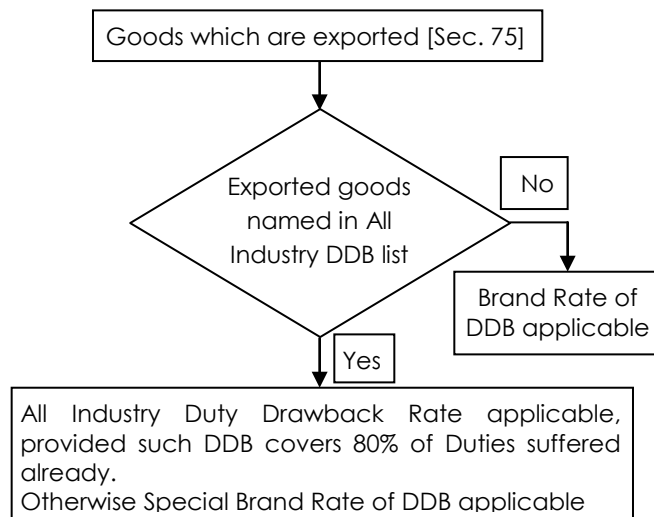 Goods which are exported [Sec. 75]
Exported goods
named in All
Industry DDB list
No
Brand Rate of
DDB applicable
Yes
All Industry Duty Drawback Rate applicable,
provided such DDB covers 80% of Duties suffered
already.
Otherwise Special Brand Rate of DDB applicable